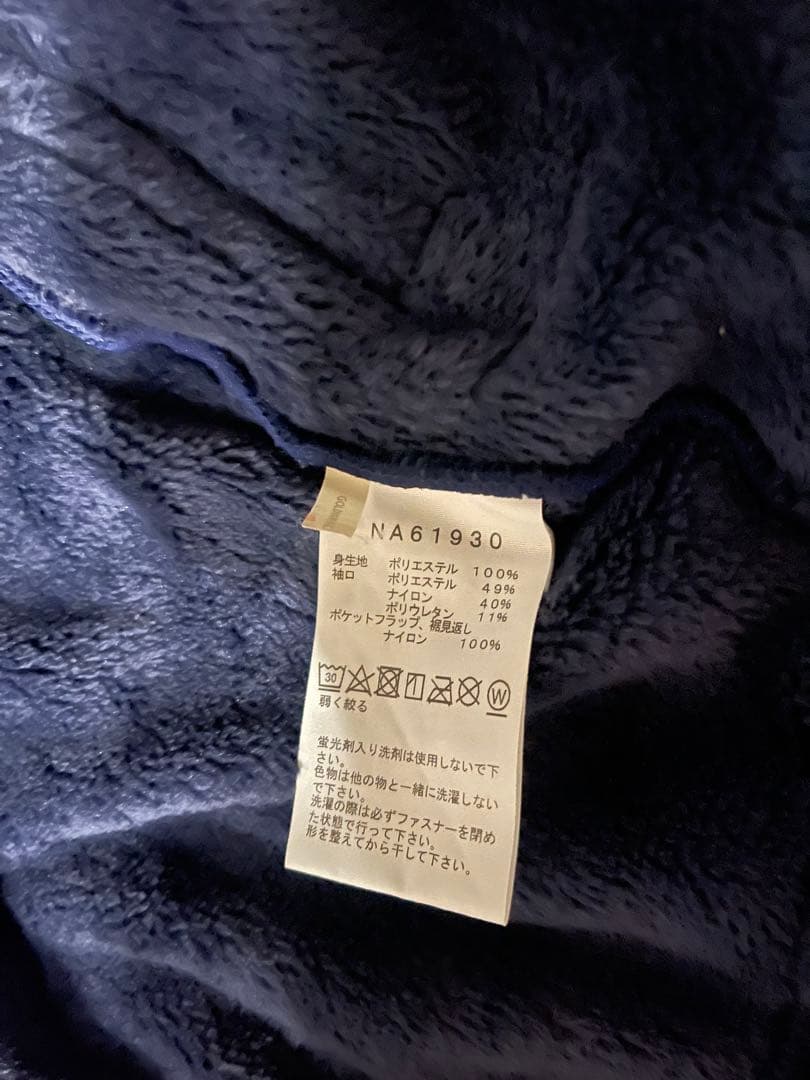 NA61930
身生地 ポリエステル 100%
袖口 ポリエステル 49%
ナイロン 40%
ポリウレタン 11%
ポケットフラップ、裾見返し
ナイロン 100%
30 W
弱く絞る
蛍光剤入り洗剤は使用しないで下
さい。
色物は他の物と一緒に洗濯しない
で下さい。
洗濯の際は必ずファスナーを閉め
た状態で行って下さい。
形を整えてから干して下さい。